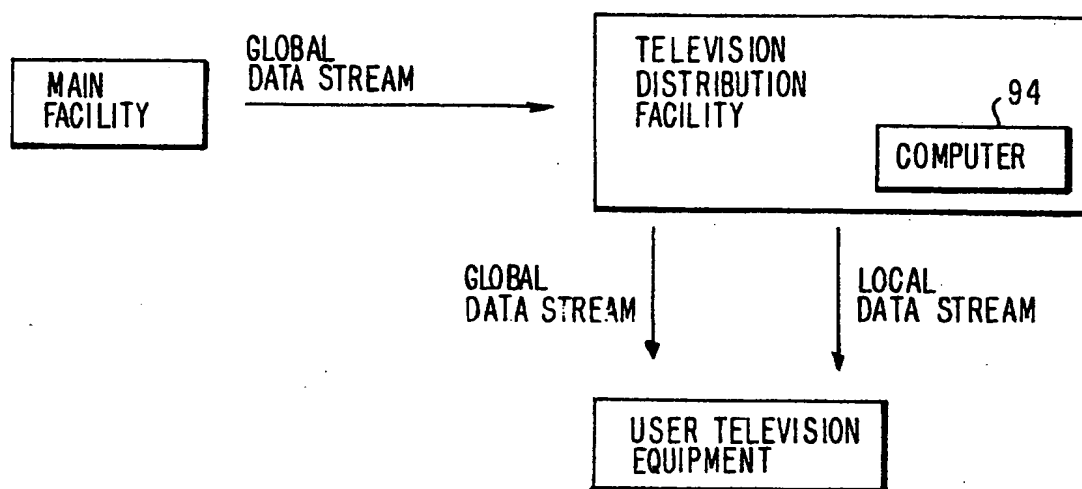 MAIN
FACILITY
GLOBAL
DATA STREAM
TELEVISION
DISTRIBUTION
FACILITY
94
COMPUTER
GLOBAL
DATA STREAM
LOCAL
DATA STREAM
USER TELEVISION
EQUIPMENT